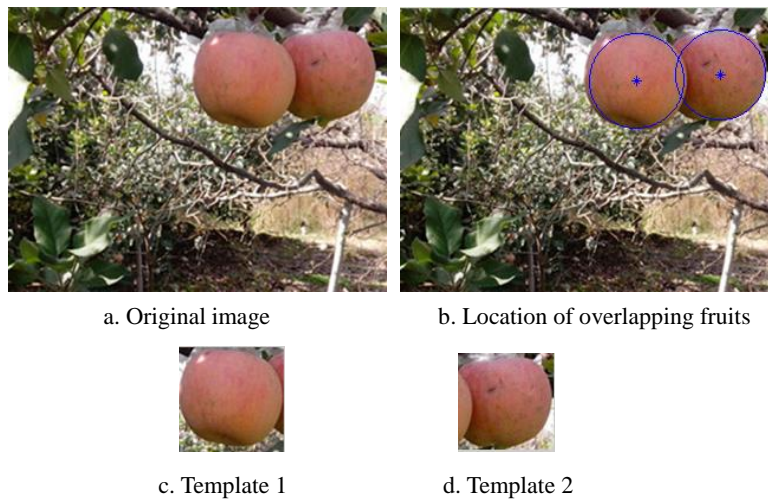 a. Original image
b. Location of overlapping fruits
c. Template 1
d. Template 2